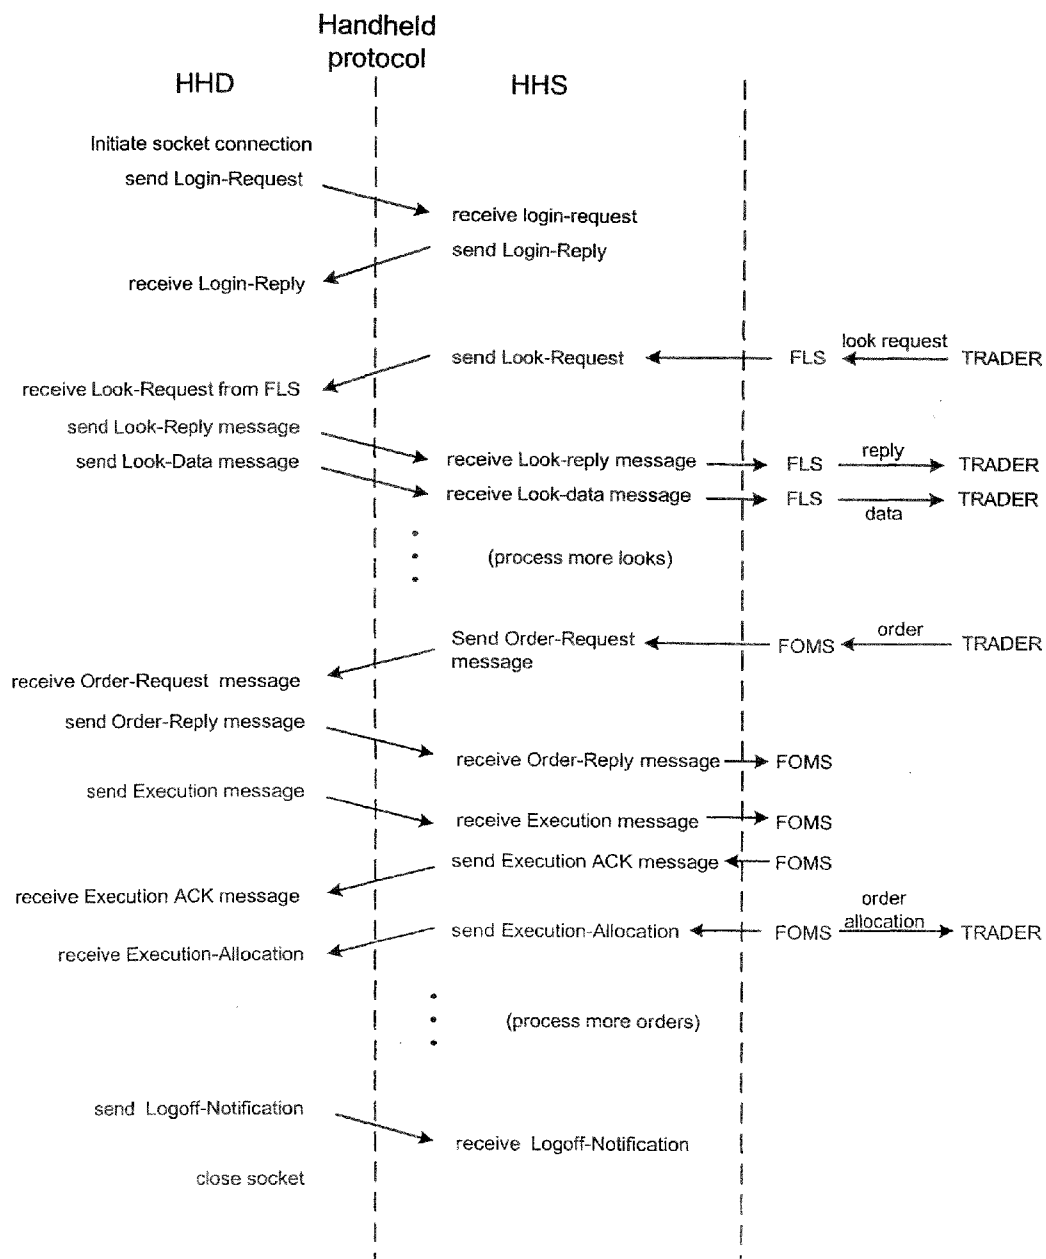 Handheld
protocol
HHD
HHS
Initiate socket connection
send Login-Request
receive login-request
send Login-Reply
receive Login-Reply
look request
send Look-Request
FLS
TRADER
receive Look-Request from FLS
send Look-Reply message
reply
receive Look-reply message
FLS
TRADER
send Look-Data message
receive Look-data message
FLS
TRADER
data
(process more looks)
order
Send Order-Request
message
FOMS
TRADER
receive Order-Request message
send Order-Reply message
receive Order-Reply message
FOMS
send Execution message
receive Execution message
FOMS
send Execution ACK message
FOMS
receive Execution ACK message
order
allocation
send Execution-Allocation
FOMS
TRADER
receive Execution-Allocation
(process more orders)
send Logoff-Notification
receive Logoff-Notification
close socket